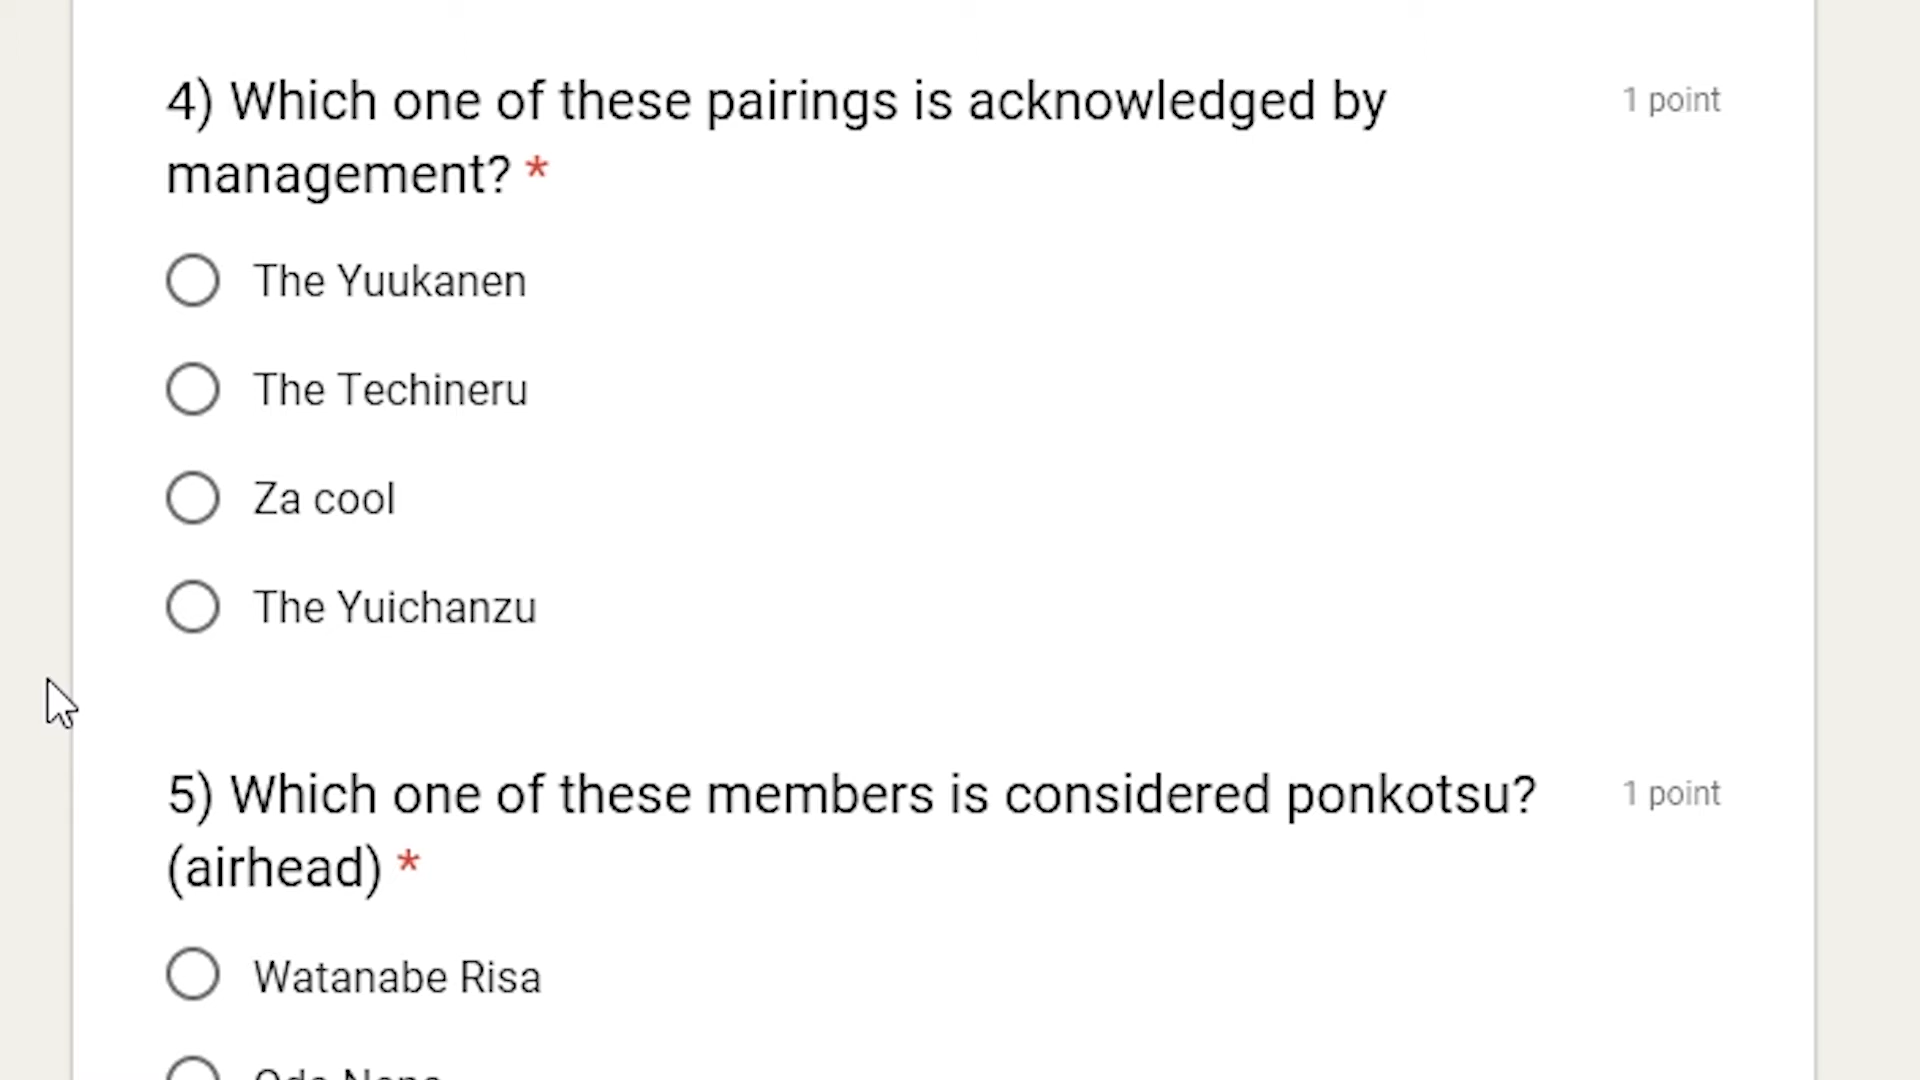 4) Which one of these pairings is acknowledged by
1 point
management? *
The Yuukanen
The Techineru
Za cool
The Yuichanzu
5) Which one of these members is considered ponkotsu?
1 point
(airhead) *
Watanabe Risa